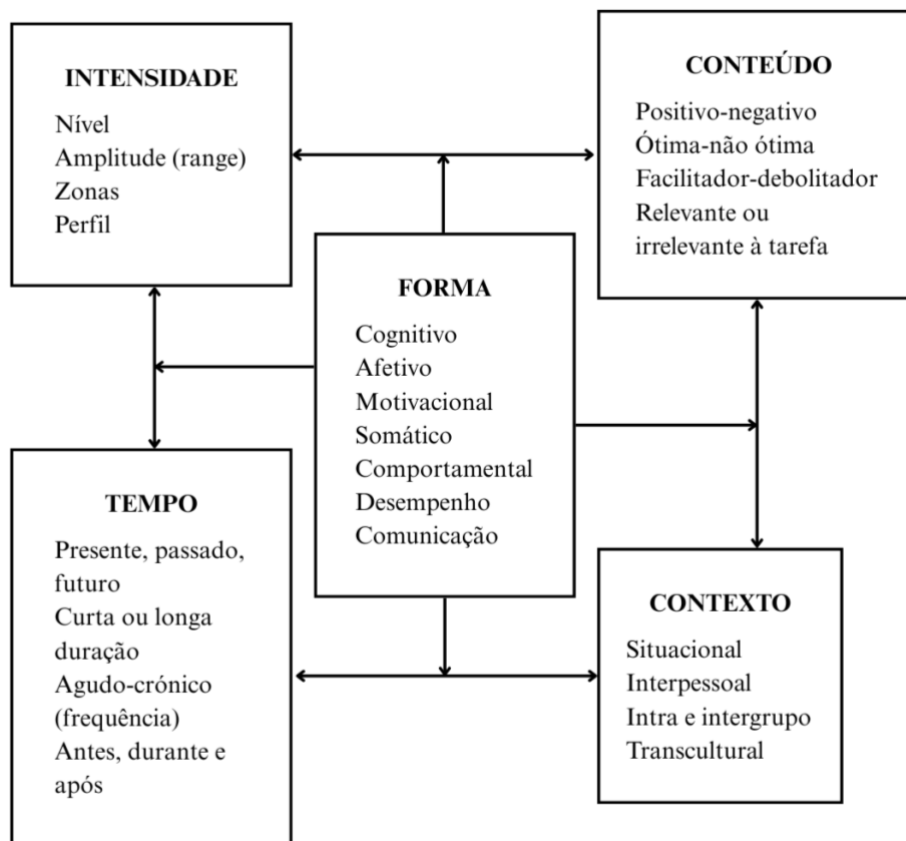 INTENSIDADE
Nível
Amplitude (range)
Zonas
Perfil
CONTEÚDO
Positivo-negativo
Ótima-não ótima
Facilitador-debolitador
Relevante ou
irrelevante à tarefa
FORMA
Cognitivo
Afetivo
Motivacional
Somático
Comportamental
Desempenho
Comunicação
TEMPO
Presente, passado,
futuro
Curta ou longa
duração
Agudo-crónico
(frequência)
Antes, durante e
após
CONTEXTO
Situacional
Interpessoal
Intra e intergrupo
Transcultural